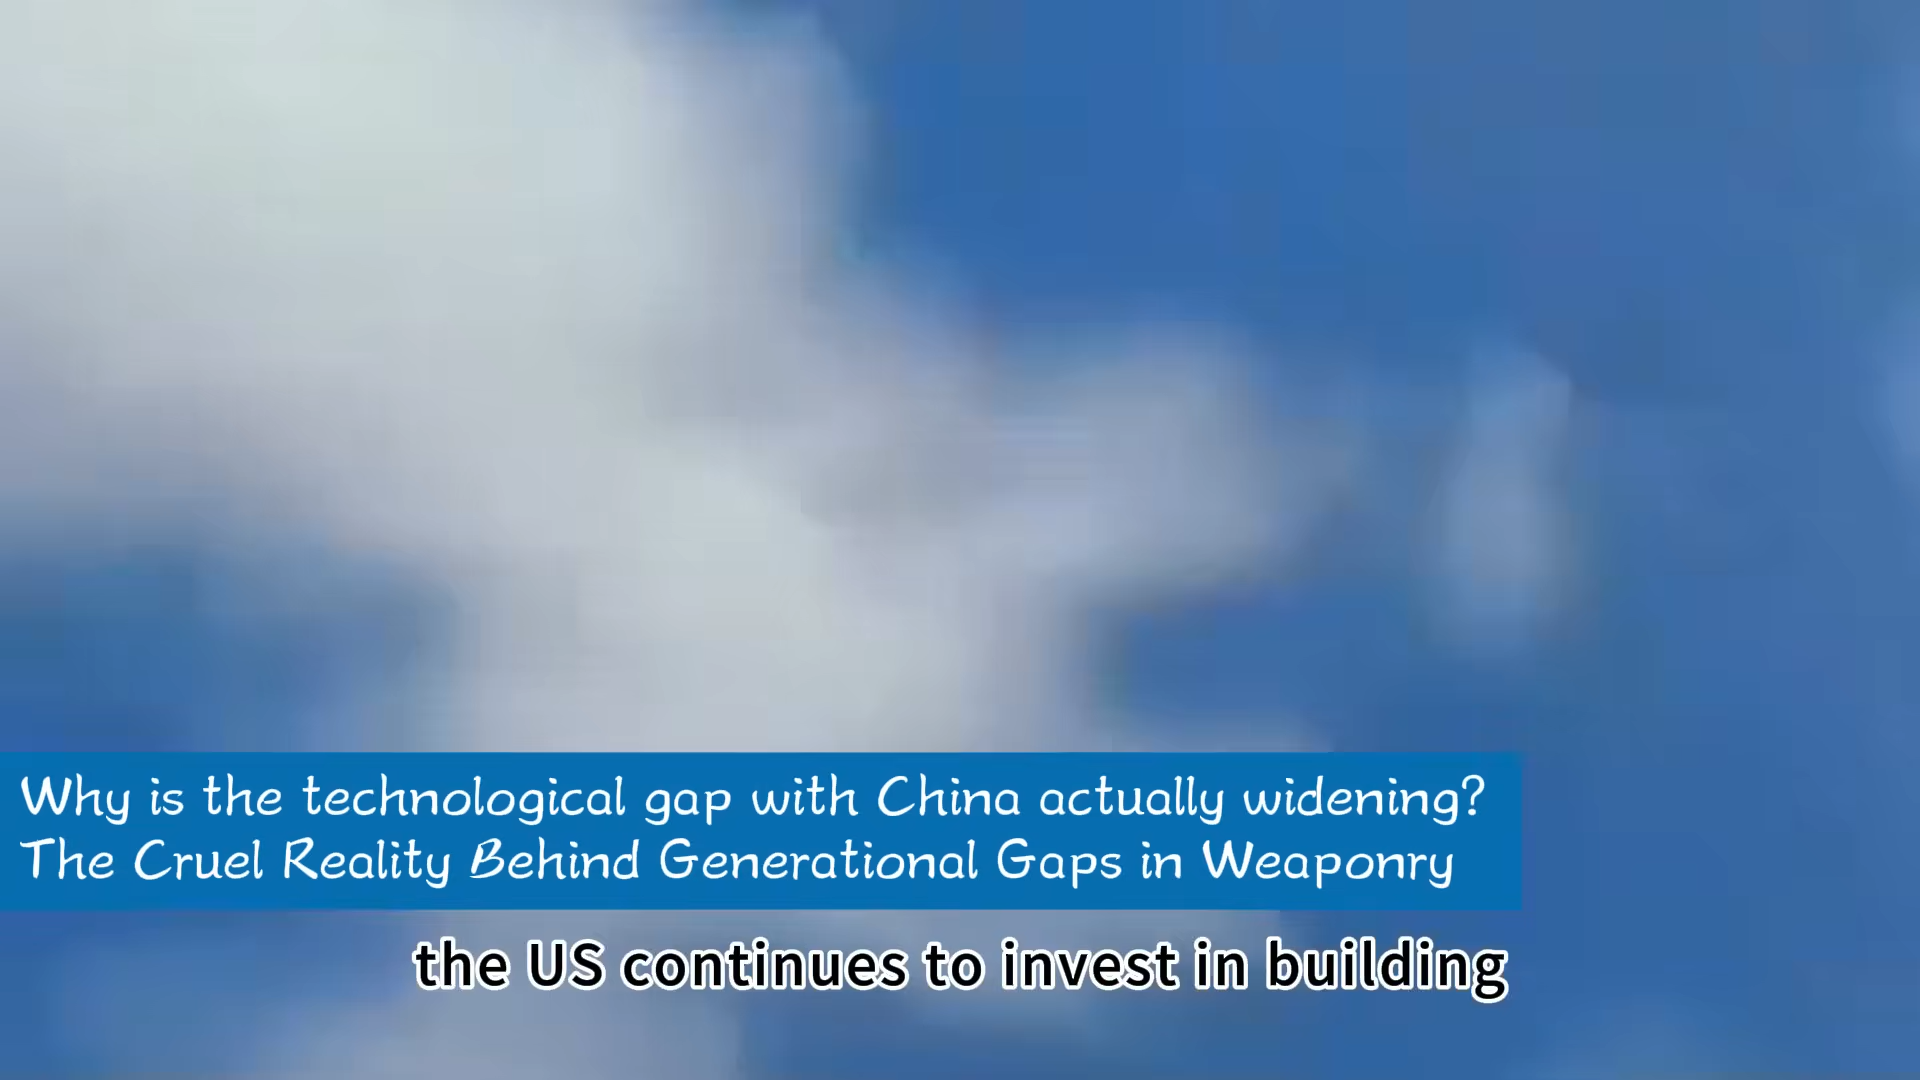 Why is the technological gap with China actually widening?
The Cruel Reality Behind Generational Gaps in Weaponry
the US continues to invest in building